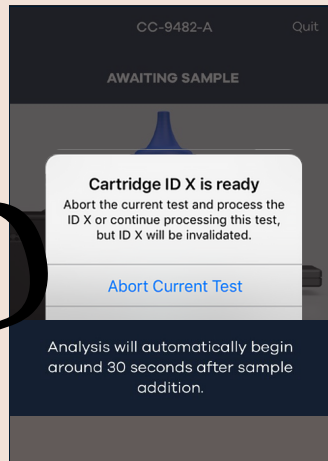 CC-9482-A Quit
AWAITING SAMPLE
Cartridge ID X is ready
Abort the current test and process the
ID X or continue processing this test,
but ID X will be invalidated.
Abort Current Test
Analysis will automatically begin
around 30 seconds after sample
addition.